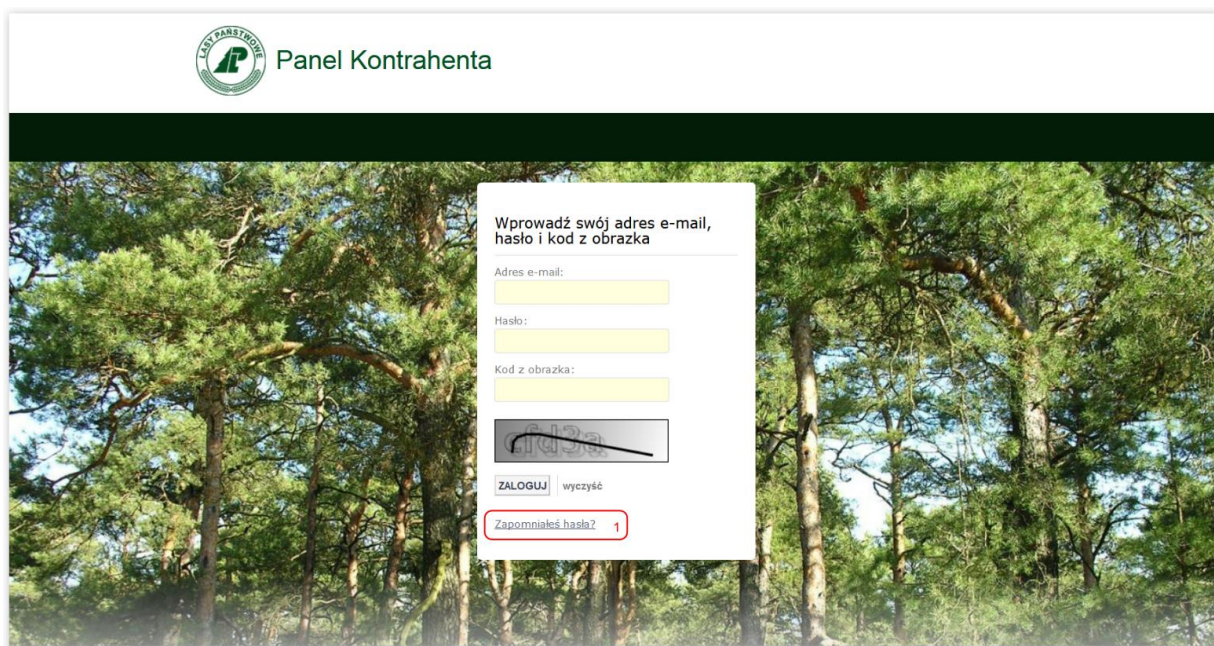 LASY PAŃSTWOWE
Panel Kontrahenta
Wprowadź swój adres e-mail,
hasło i kod z obrazka
Adres e-mail:
Hasło:
Kod z obrazka:
ZALOGUJ wyczyść
Zapomniałeś hasła? 1